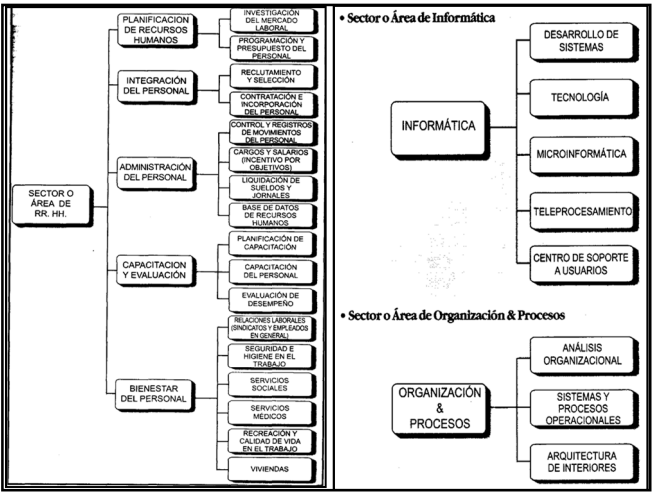 SECTOR O
ÁREA DE
RR. HH.
PLANIFICACION
DE RECURSOS
HUMANOS
INVESTIGACIÓN
DEL MERCADO
LABORAL
PROGRAMACIÓN Y
PRESUPUESTO DEL
PERSONAL
INTEGRACIÓN
DEL PERSONAL
RECLUTAMIENTO
Y SELECCIÓN
CONTRATACIÓN E
INCORPORACIÓN
DEL PERSONAL
ADMINISTRACIÓN
DEL PERSONAL
CONTROL Y REGISTROS
DE MOVIMIENTOS
DEL PERSONAL
CARGOS Y SALARIOS
(INCENTIVO POR
OBJETIVOS)
LIQUIDACIÓN DE
SUELDOS Y
JORNALES
BASE DE DATOS
DE RECURSOS
HUMANOS
CAPACITACION
Y EVALUACIÓN
PLANIFICACIÓN DE
CAPACITACIÓN
CAPACITACIÓN
DEL PERSONAL
EVALUACIÓN DE
DESEMPEÑO
BIENESTAR
DEL PERSONAL
RELACIONES LABORALES
(SINDICATOS Y EMPLEADOS
EN GENERAL)
SEGURIDAD E
HIGIENE EN EL
TRABAJO
SERVICIOS
SOCIALES
SERVICIOS
MÉDICOS
RECREACIÓN Y
CALIDAD DE VIDA
EN EL TRABAJO
VIVIENDAS
• Sector o Área de Informática
INFORMÁTICA
DESARROLLO DE
SISTEMAS
TECNOLOGÍA
MICROINFORMÁTICA
TELEPROCESAMIENTO
CENTRO DE SOPORTE
A USUARIOS
• Sector o Área de Organización & Procesos
ORGANIZACIÓN
&
PROCESOS
ANÁLISIS
ORGANIZACIONAL
SISTEMAS Y
PROCESOS
OPERACIONALES
ARQUITECTURA
DE INTERIORES